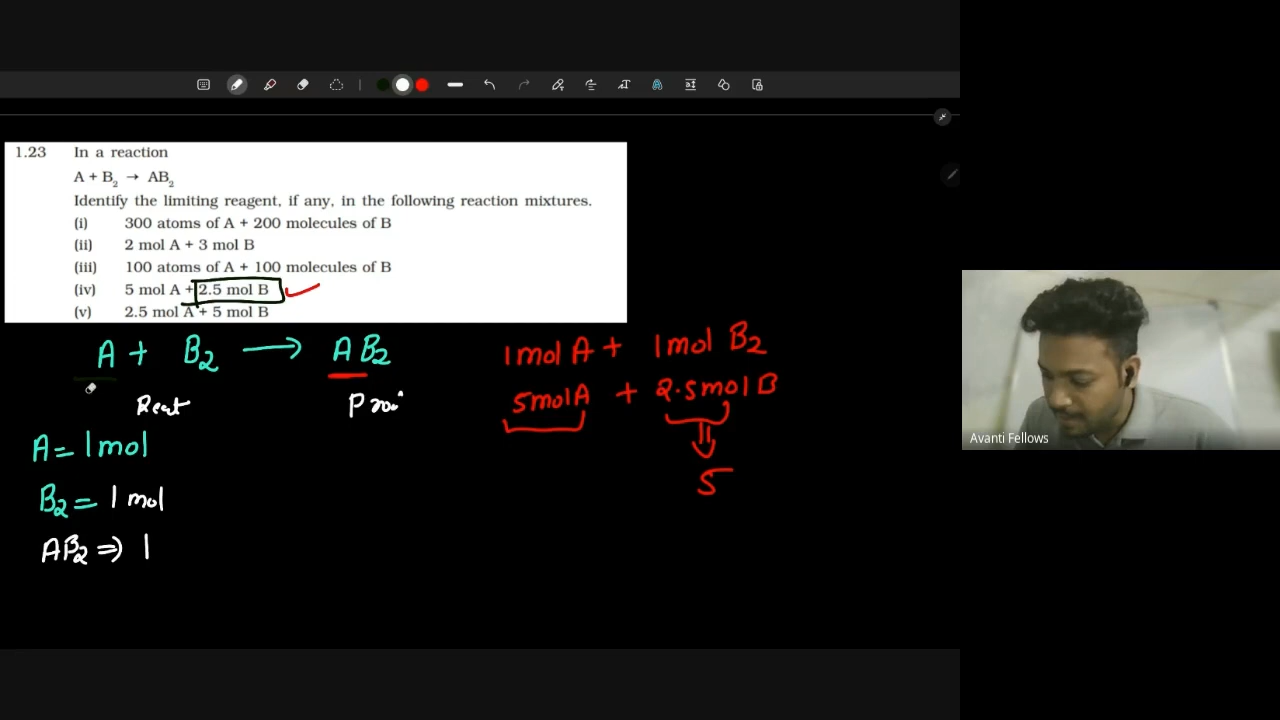 1.23 In a reaction
A + B₂ → AB₂
Identify the limiting reagent, if any, in the following reaction mixtures.
(i) 300 atoms of A + 200 molecules of B
(ii) 2 mol A + 3 mol B
(iii) 100 atoms of A + 100 molecules of B
(iv) 5 mol A + 2.5 mol B
(v) 2.5 mol A + 5 mol B
A + B₂ → AB₂
A = 1 mol
B₂ = 1 mol
AB₂ ⇒ 1
1 mol A + 1 mol B₂
5 mol A + 2.5 mol B
5
Avanti Fellows